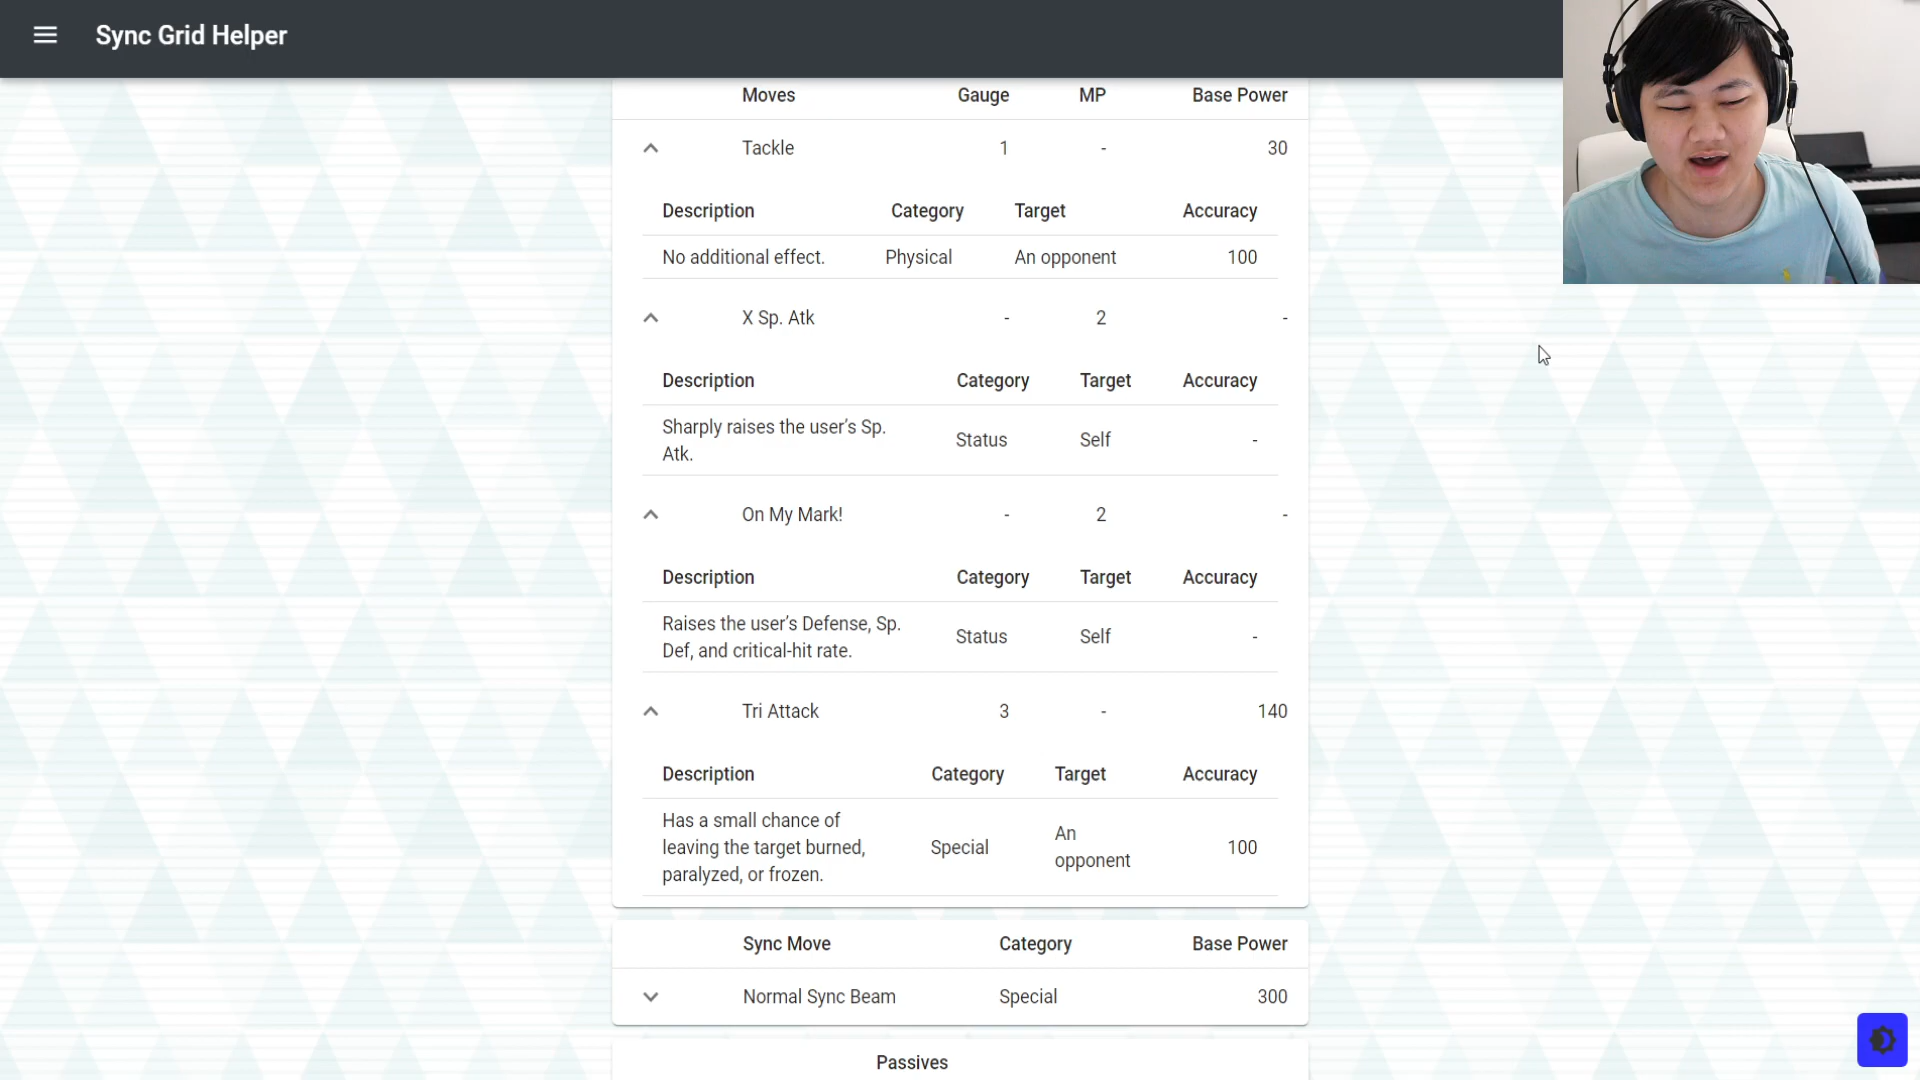 Sync Grid Helper
Moves Gauge MP Base Power
Tackle 1 - 30
Description Category Target Accuracy
No additional effect. Physical An opponent 100
X Sp. Atk - 2 -
Description Category Target Accuracy
Sharply raises the user’s Sp.
Atk. Status Self -
On My Mark! - 2 -
Description Category Target Accuracy
Raises the user’s Defense, Sp.
Def, and critical-hit rate. Status Self -
Tri Attack 3 - 140
Description Category Target Accuracy
Has a small chance of
leaving the target burned,
paralyzed, or frozen. Special An
opponent 100
Sync Move Category Base Power
Normal Sync Beam Special 300
Passives